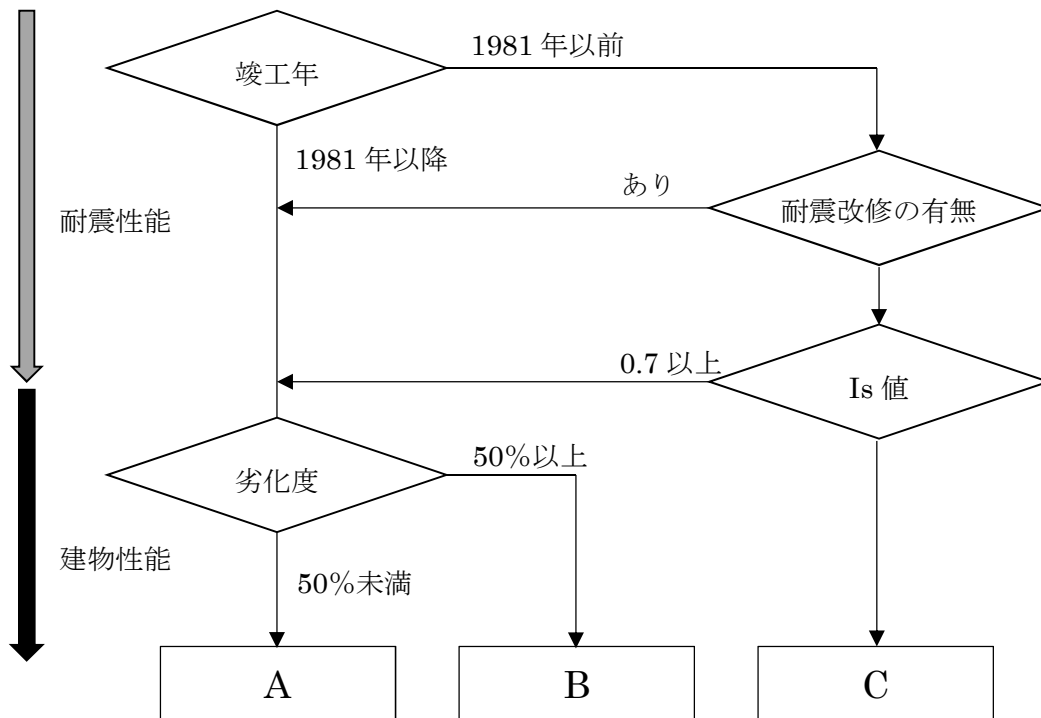 竣工年
1981 年以前
1981 年以降
あり
耐震改修の有無
耐震性能
0.7 以上
Is 値
劣化度
50%以上
建物性能
50%未満
A
B
C